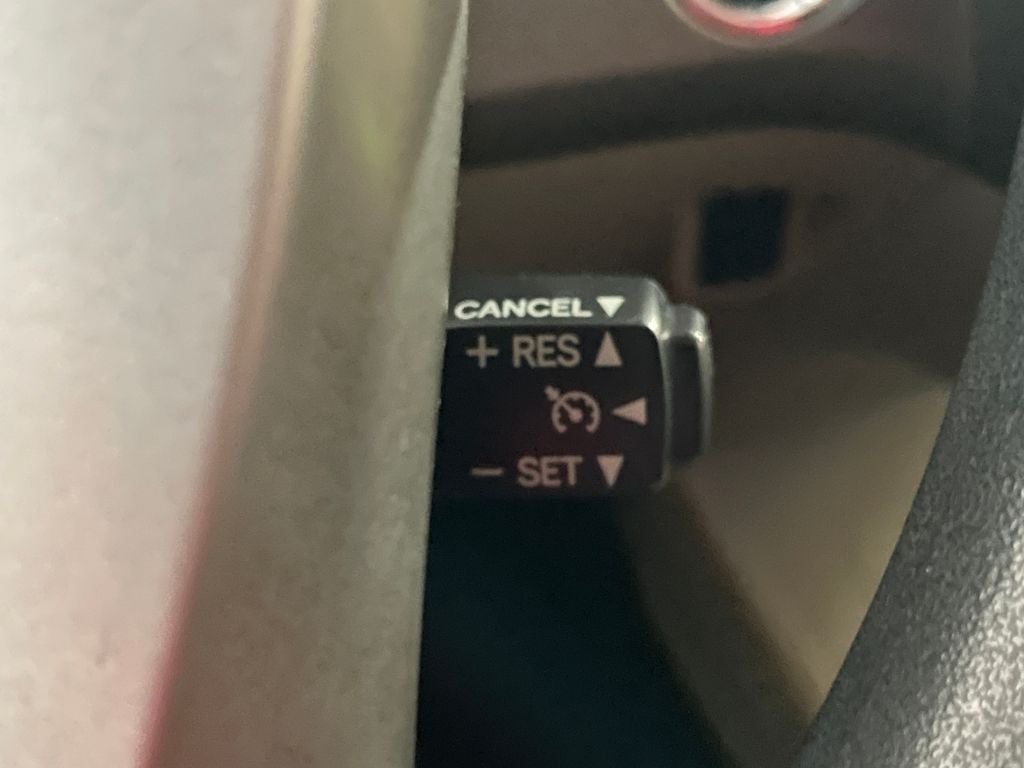 CANCEL ▼
+ RES ▲
◀
- SET ▼